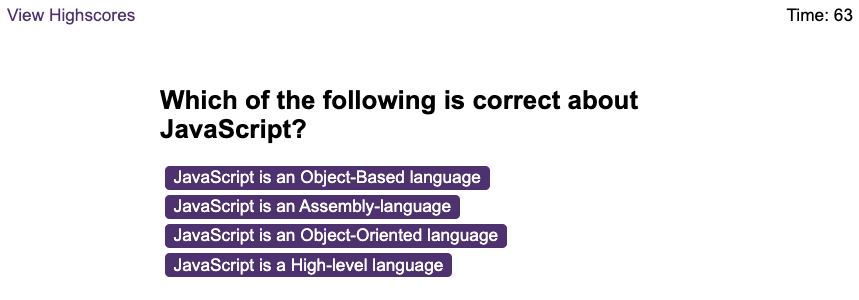 View Highscores
Time: 63
Which of the following is correct about
JavaScript?
JavaScript is an Object-Based language
JavaScript is an Assembly-language
JavaScript is an Object-Oriented language
JavaScript is a High-level language